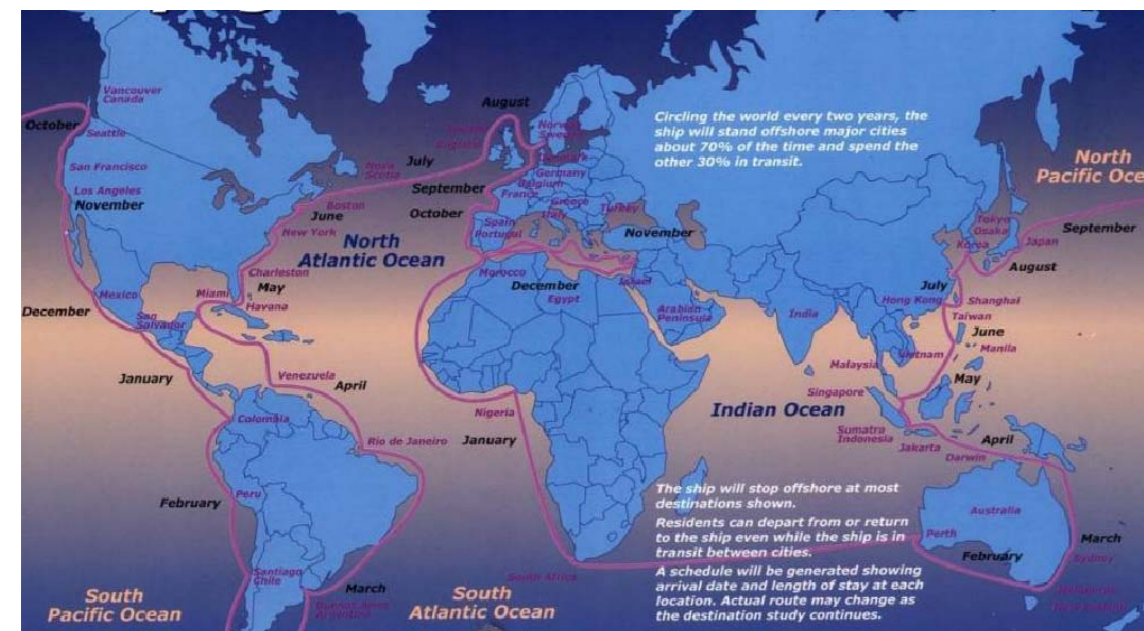 Vancouver
Canada
October
Seattle
San Francisco
Los Angeles
November
December
Mexico
San
Salvador
January
February
Colombia
Peru
Santiago
Chile
South
Pacific Ocean
August
July
Nova
Scotia
September
October
Boston
June
New York
North
Atlantic Ocean
Charleston
May
Miami
Havana
Venezuela
April
Rio de Janeiro
March
Buenos Aires
Argentina
South
Atlantic Ocean
England
Norway
Sweden
Denmark
Germany
Belgium
France
Greece
Italy
Turkey
Spain
Portugal
November
Morocco
December
Egypt
Israel
Arabian
Peninsula
Nigeria
January
South Africa
Circling the world every two years, the
ship will stand offshore major cities
about 70% of the time and spend the
other 30% in transit.
North
Pacific Oce
Tokyo
Osaka
Korea
Japan
September
August
July
Hong Kong
Shanghai
Taiwan
India
June
Manila
Vietnam
Malaysia
May
Singapore
Indian Ocean
Sumatra
Indonesia
Jakarta
April
Darwin
Australia
Perth
February
March
Sydney
The ship will stop offshore at most
destinations shown.
Residents can depart from or return
to the ship even while the ship is in
transit between cities.
A schedule will be generated showing
arrival date and length of stay at each
location. Actual route may change as
the destination study continues.